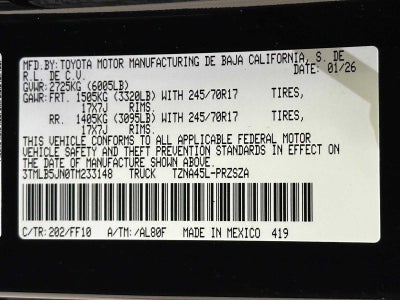 MFD.BY:TOYOTA MOTOR MANUFACTURING DE BAJA CALIFORNIA, S. DE
R.L. DE C.V. DATE: 01/26
GVWR:2725KG (6005LB)
GAWR:FRT. 1505KG (3320LB) WITH 245/70R17 TIRES,
17X7J RIMS.
RR. 1405KG (3095LB) WITH 245/70R17 TIRES,
17X7J RIMS.
THIS VEHICLE CONFORMS TO ALL APPLICABLE FEDERAL MOTOR
VEHICLE SAFETY AND THEFT PREVENTION STANDARDS IN EFFECT ON
THE DATE OF MANUFACTURE SHOWN ABOVE.
3TMLB5JN0TM233148 TRUCK TZNA45L-PRZSZA
C/TR:202/FF10 A/TM:/AL80F MADE IN MEXICO 419